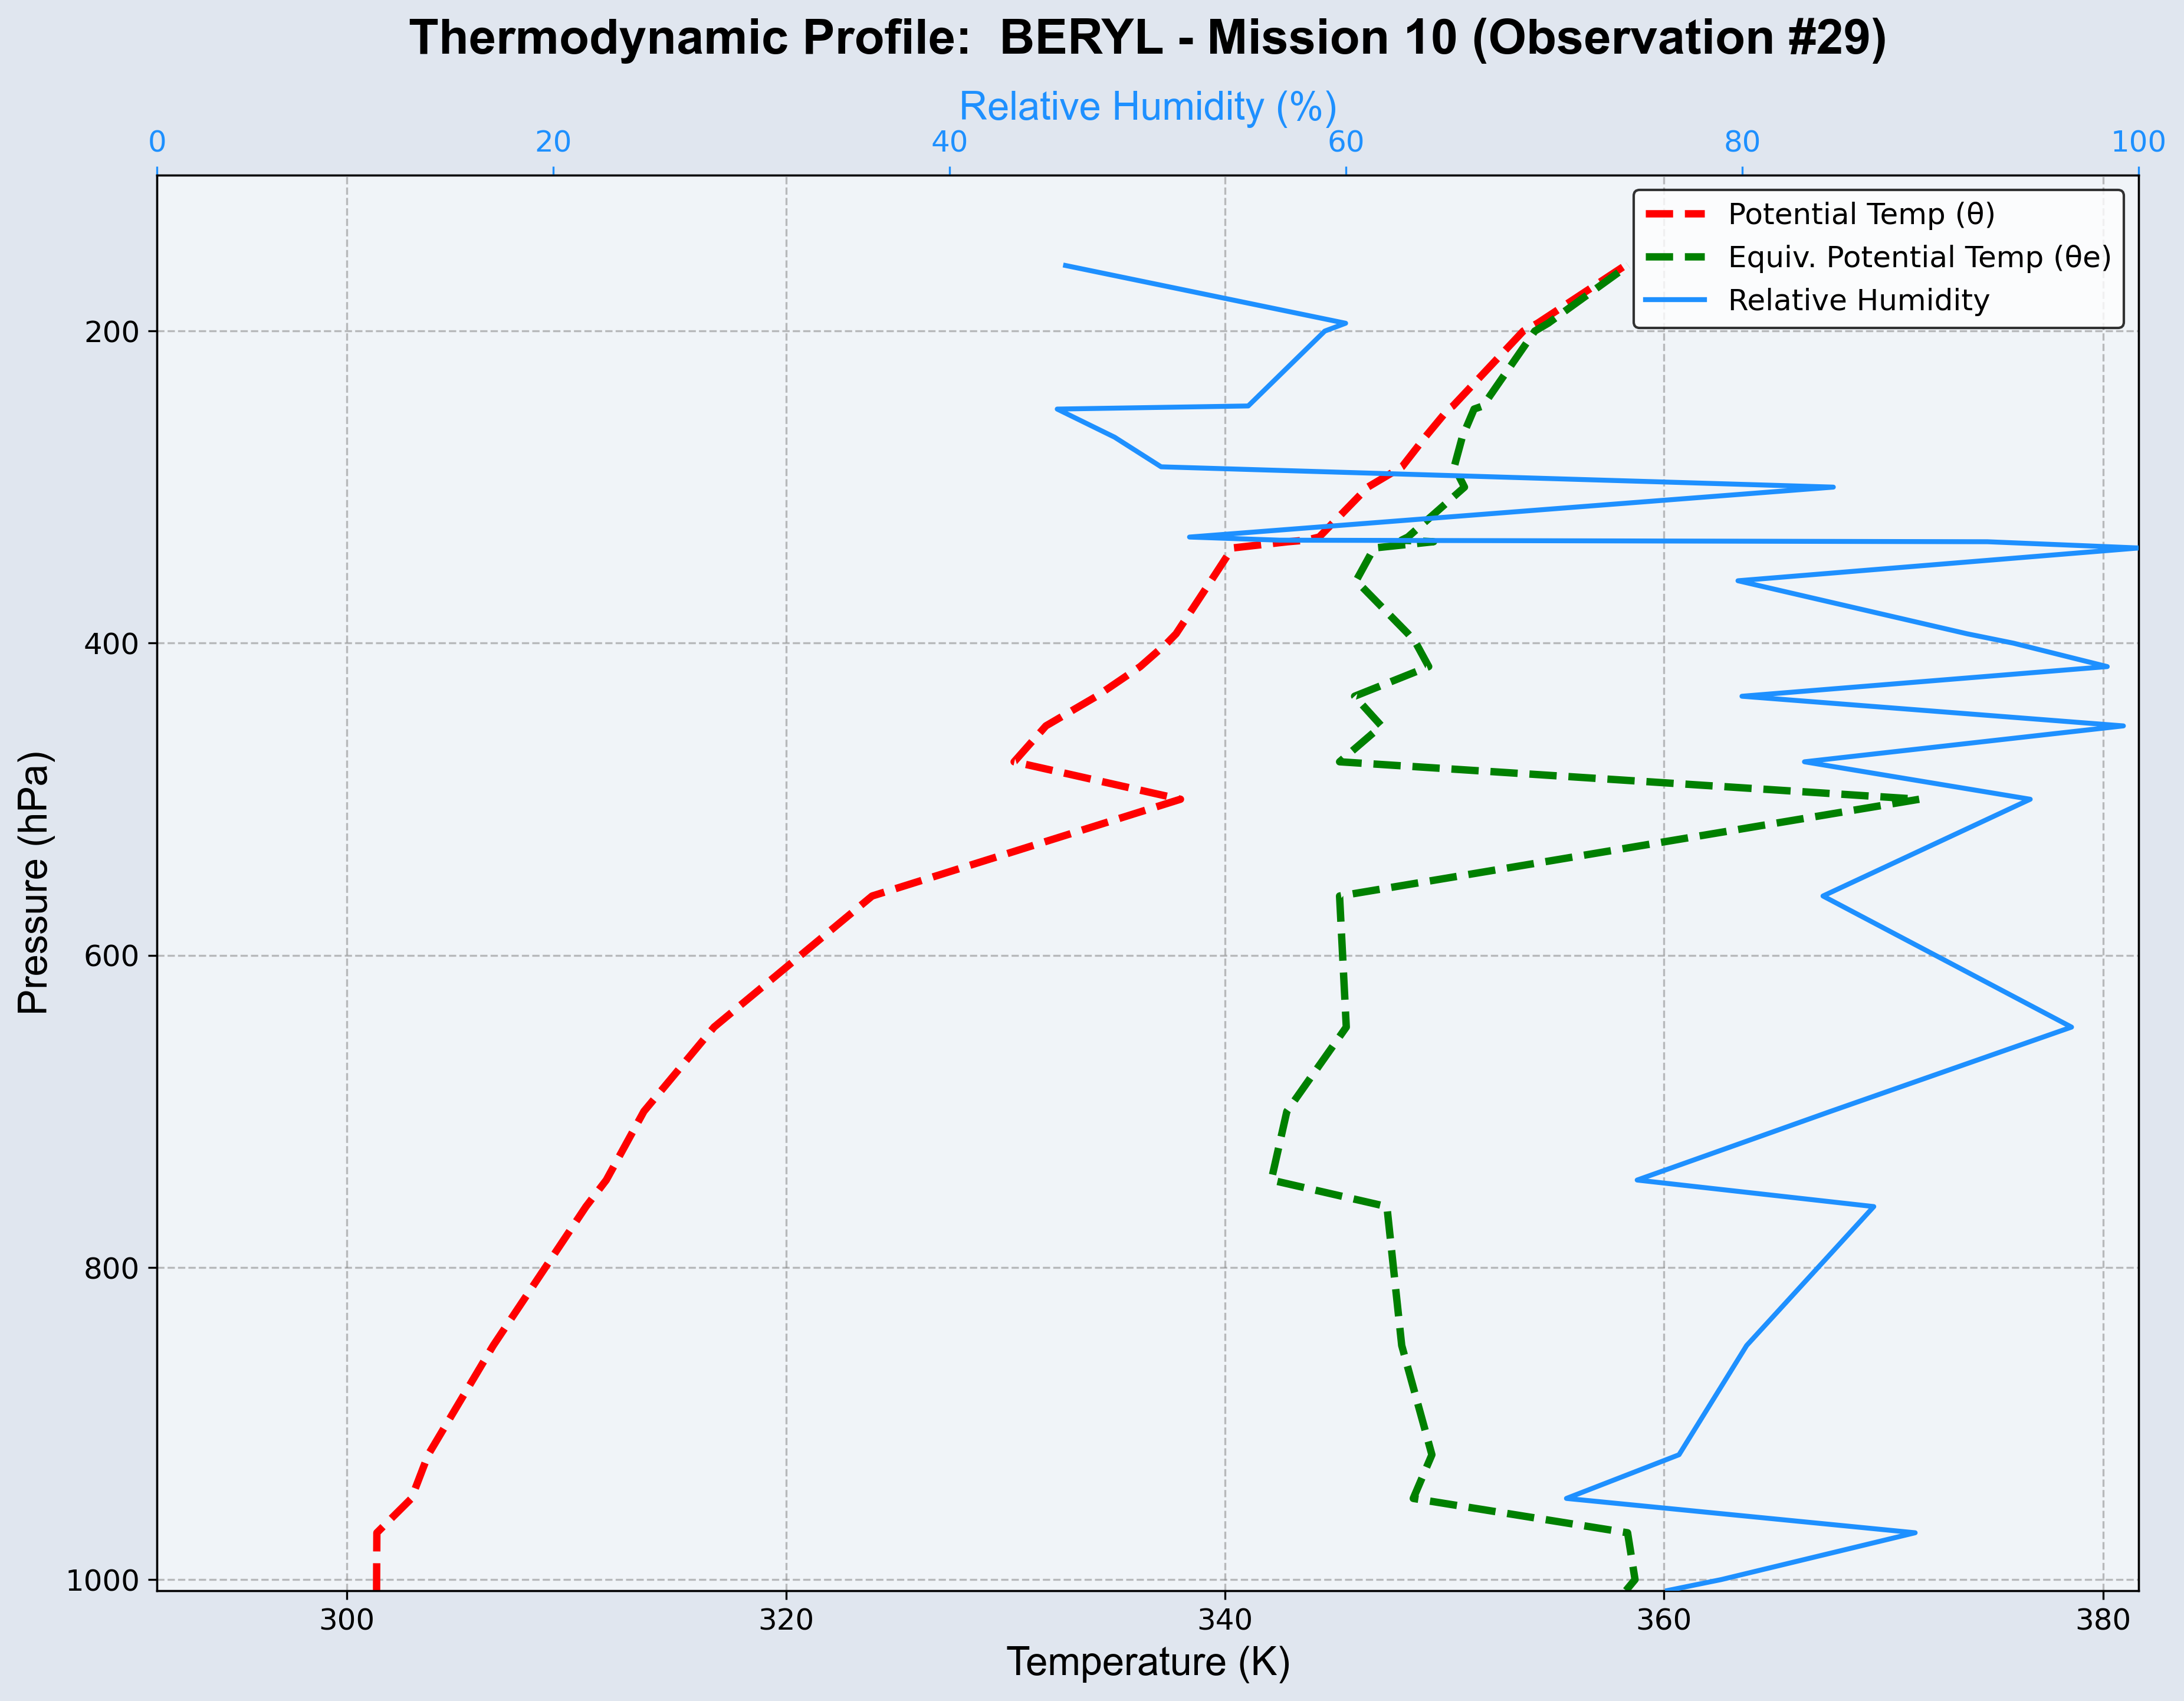 Thermodynamic Profile:  BERYL - Mission 10 (Observation #29)
Relative Humidity (%)
0 20 40 60 80 100
Potential Temp (θ)
Equiv. Potential Temp (θe)
Relative Humidity
200
400
600
800
1000
Pressure (hPa)
300 320 340 360 380
Temperature (K)